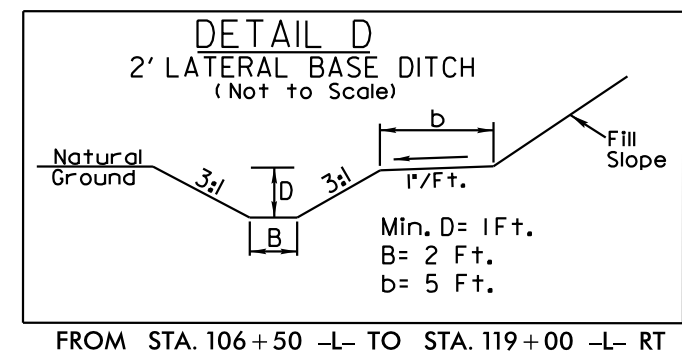 DETAIL D
2' LATERAL BASE DITCH
(Not to Scale)
b
Natural
Ground
3:1
D
3:1
1"/Ft.
Fill
Slope
B
Min. D= 1Ft.
B= 2 Ft.
b= 5 Ft.
FROM STA. 106+50 -L- TO STA. 119+00 -L- RT